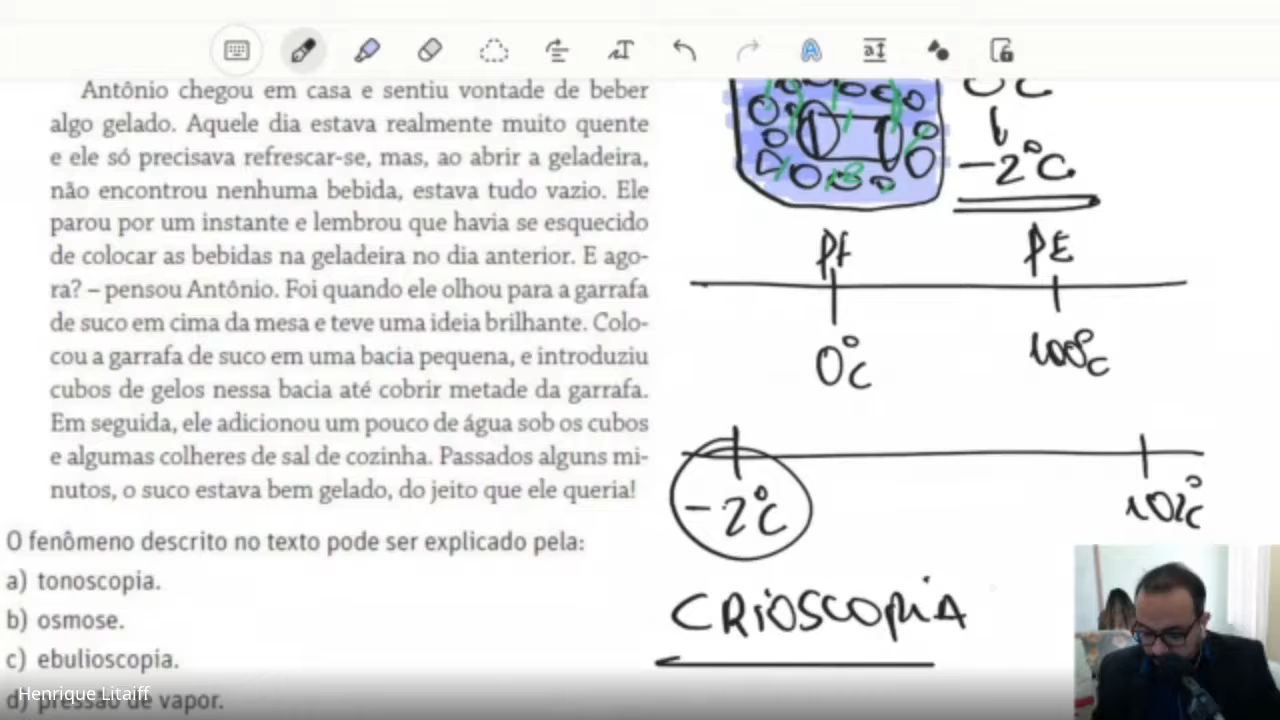 Antônio chegou em casa e sentiu vontade de beber
algo gelado. Aquele dia estava realmente muito quente
e ele só precisava refrescar-se, mas, ao abrir a geladeira,
não encontrou nenhuma bebida, estava tudo vazio. Ele
parou por um instante e lembrou que havia se esquecido
de colocar as bebidas na geladeira no dia anterior. E ago-
ra? – pensou Antônio. Foi quando ele olhou para a garrafa
de suco em cima da mesa e teve uma ideia brilhante. Colo-
cou a garrafa de suco em uma bacia pequena, e introduziu
cubos de gelos nessa bacia até cobrir metade da garrafa.
Em seguida, ele adicionou um pouco de água sob os cubos
e algumas colheres de sal de cozinha. Passados alguns mi-
nutos, o suco estava bem gelado, do jeito que ele queria!
O fenômeno descrito no texto pode ser explicado pela:
a) tonoscopia.
b) osmose.
c) ebulioscopia.
d) pressão de vapor.
Henrique Litaiff
-2°C
PF PE
0°C 100°C
-2°C 102°C
CRIOSCOPIA